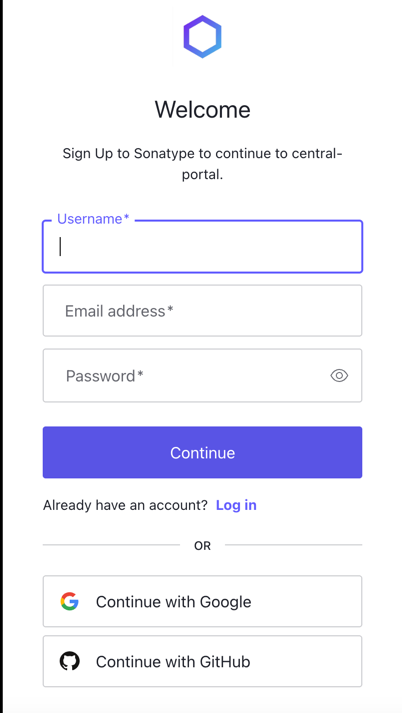 Welcome
Sign Up to Sonatype to continue to central-
portal.
Username*
Email address*
Password*
Continue
Already have an account? Log in
OR
Continue with Google
Continue with GitHub